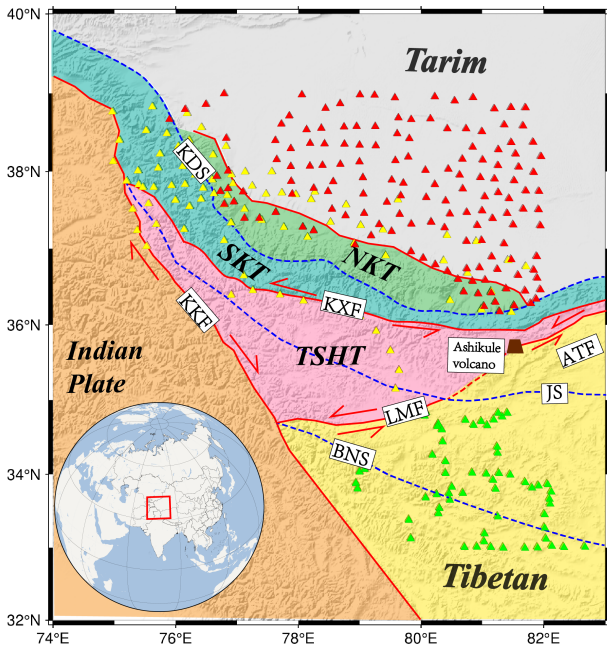 40°N
Tarim
38°N
KDS
SKT
NKT
KXF
KKF
36°N
Indian
Plate
TSHT
Ashikule
volcano
ATF
JS
LMF
BNS
34°N
Tibetan
32°N
74°E
76°E
78°E
80°E
82°E